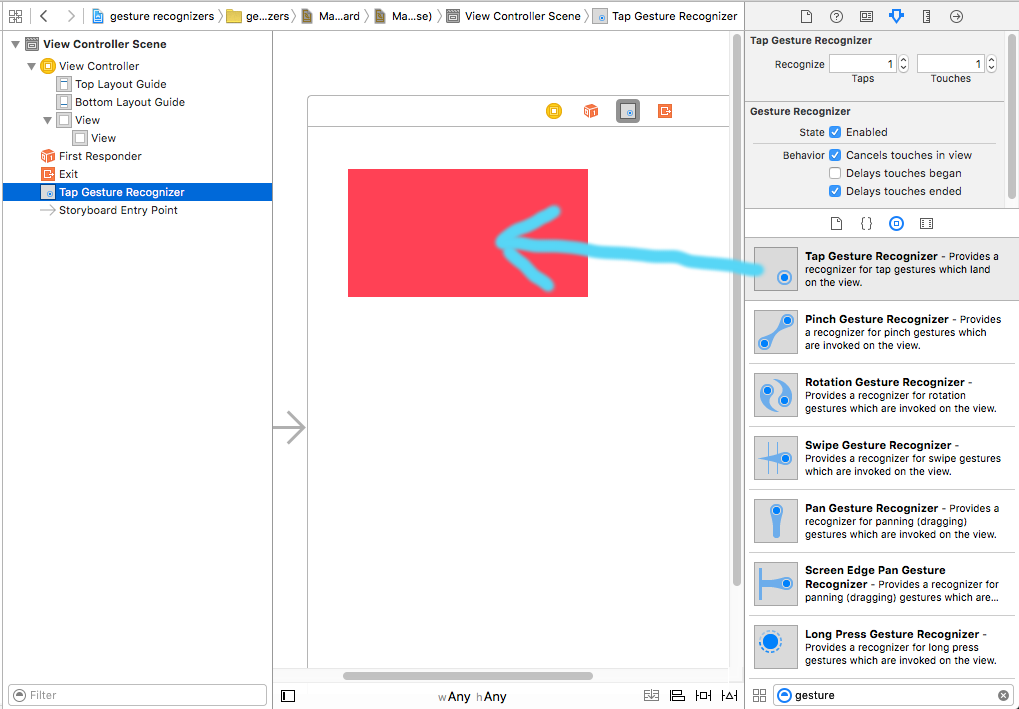 gesture recognizers
ge...zers
Ma...ard
Ma...se)
View Controller Scene
Tap Gesture Recognizer
View Controller Scene
View Controller
Top Layout Guide
Bottom Layout Guide
View
View
First Responder
Exit
Tap Gesture Recognizer
Storyboard Entry Point
Filter
wAny hAny
Tap Gesture Recognizer
Recognize 1 1
Taps Touches
Gesture Recognizer
State Enabled
Behavior Cancels touches in view
Delays touches began
Delays touches ended
{}
Tap Gesture Recognizer - Provides a
recognizer for tap gestures which land
on the view.
Pinch Gesture Recognizer - Provides
a recognizer for pinch gestures which
are invoked on the view.
Rotation Gesture Recognizer -
Provides a recognizer for rotation
gestures which are invoked on the view.
Swipe Gesture Recognizer -
Provides a recognizer for swipe gestures
which are invoked on the view.
Pan Gesture Recognizer - Provides a
recognizer for panning (dragging)
gestures which are invoked on the view.
Screen Edge Pan Gesture
Recognizer - Provides a recognizer for
panning (dragging) gestures which are...
Long Press Gesture Recognizer -
Provides a recognizer for long press
gestures which are invoked on the view.
gesture